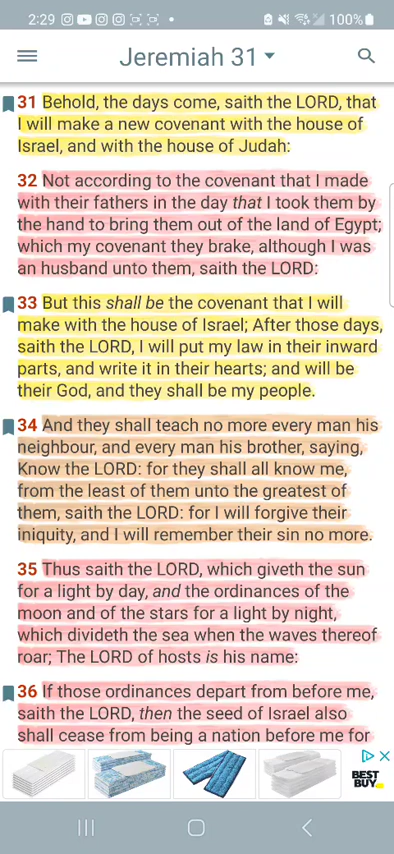 2:29
100%
Jeremiah 31
31 Behold, the days come, saith the LORD, that
I will make a new covenant with the house of
Israel, and with the house of Judah:
32 Not according to the covenant that I made
with their fathers in the day that I took them by
the hand to bring them out of the land of Egypt;
which my covenant they brake, although I was
an husband unto them, saith the LORD:
33 But this shall be the covenant that I will
make with the house of Israel; After those days,
saith the LORD, I will put my law in their inward
parts, and write it in their hearts; and will be
their God, and they shall be my people.
34 And they shall teach no more every man his
neighbour, and every man his brother, saying,
Know the LORD: for they shall all know me,
from the least of them unto the greatest of
them, saith the LORD: for I will forgive their
iniquity, and I will remember their sin no more.
35 Thus saith the LORD, which giveth the sun
for a light by day, and the ordinances of the
moon and of the stars for a light by night,
which divideth the sea when the waves thereof
roar; The LORD of hosts is his name:
36 If those ordinances depart from before me,
saith the LORD, then the seed of Israel also
shall cease from being a nation before me for
BEST
BUY